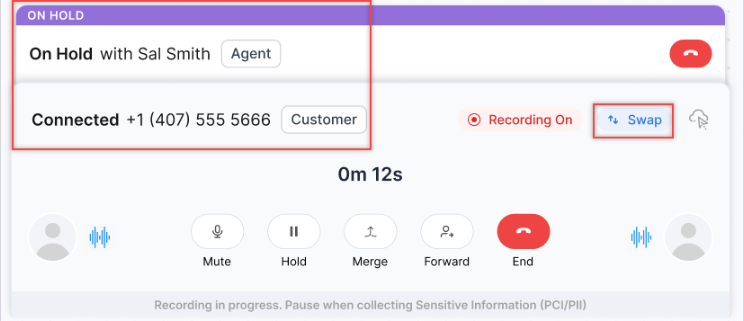 ON HOLD
On Hold with Sal Smith Agent
Connected +1 (407) 555 5666 Customer Recording On Swap
0m 12s
Mute Hold Merge Forward End
Recording in progress. Pause when collecting Sensitive Information (PCI/PII)